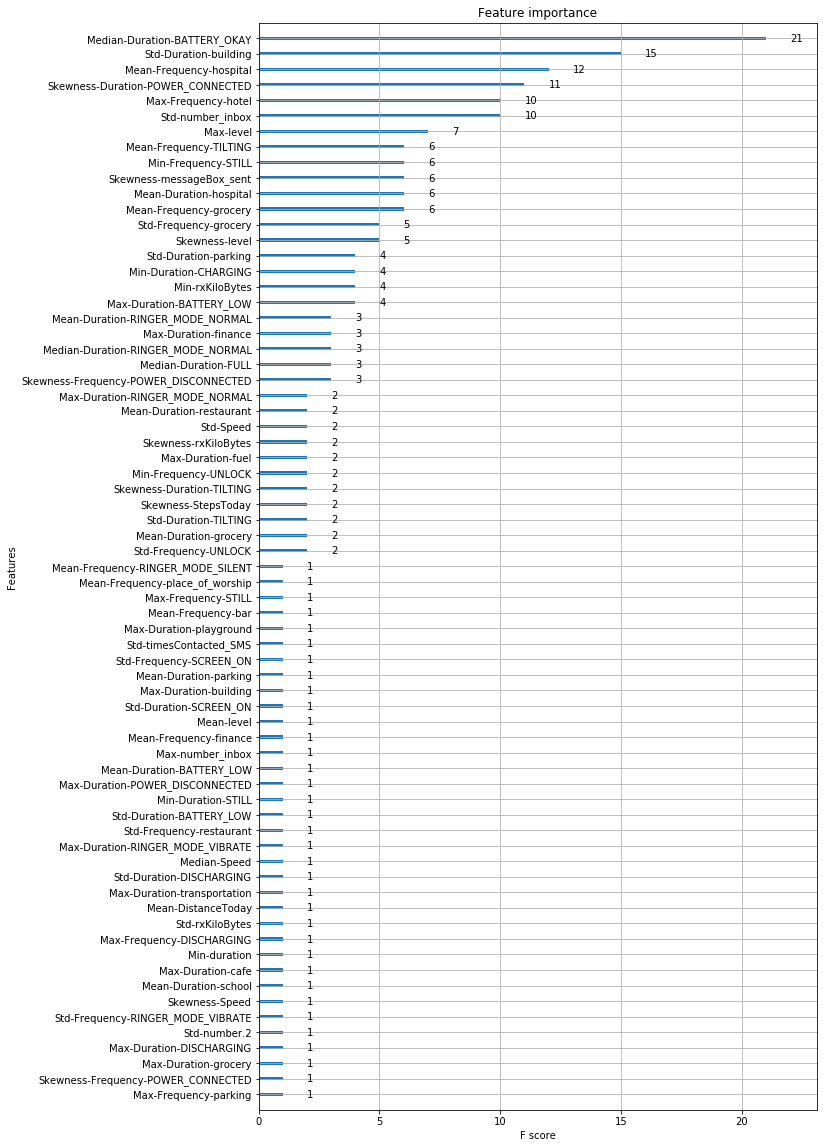 Feature importance
Features
Median-Duration-BATTERY_OKAY 21
Std-Duration-building 15
Mean-Frequency-hospital 12
Skewness-Duration-POWER_CONNECTED 11
Max-Frequency-hotel 10
Std-number_inbox 10
Max-level 7
Mean-Frequency-TILTING 6
Min-Frequency-STILL 6
Skewness-messageBox_sent 6
Mean-Duration-hospital 6
Mean-Frequency-grocery 6
Std-Frequency-grocery 5
Skewness-level 5
Std-Duration-parking 4
Min-Duration-CHARGING 4
Min-rxKiloBytes 4
Max-Duration-BATTERY_LOW 4
Mean-Duration-RINGER_MODE_NORMAL 3
Max-Duration-finance 3
Median-Duration-RINGER_MODE_NORMAL 3
Median-Duration-FULL 3
Skewness-Frequency-POWER_DISCONNECTED 3
Max-Duration-RINGER_MODE_NORMAL 2
Mean-Duration-restaurant 2
Std-Speed 2
Skewness-rxKiloBytes 2
Max-Duration-fuel 2
Min-Frequency-UNLOCK 2
Skewness-Duration-TILTING 2
Skewness-StepsToday 2
Std-Duration-TILTING 2
Mean-Duration-grocery 2
Std-Frequency-UNLOCK 2
Mean-Frequency-RINGER_MODE_SILENT 1
Mean-Frequency-place_of_worship 1
Max-Frequency-STILL 1
Mean-Frequency-bar 1
Max-Duration-playground 1
Std-timesContacted_SMS 1
Std-Frequency-SCREEN_ON 1
Mean-Duration-parking 1
Max-Duration-building 1
Std-Duration-SCREEN_ON 1
Mean-level 1
Mean-Frequency-finance 1
Max-number_inbox 1
Mean-Duration-BATTERY_LOW 1
Max-Duration-POWER_DISCONNECTED 1
Min-Duration-STILL 1
Std-Duration-BATTERY_LOW 1
Std-Frequency-restaurant 1
Max-Duration-RINGER_MODE_VIBRATE 1
Median-Speed 1
Std-Duration-DISCHARGING 1
Max-Duration-transportation 1
Mean-DistanceToday 1
Std-rxKiloBytes 1
Max-Frequency-DISCHARGING 1
Min-duration 1
Max-Duration-cafe 1
Mean-Duration-school 1
Skewness-Speed 1
Std-Frequency-RINGER_MODE_VIBRATE 1
Std-number.2 1
Max-Duration-DISCHARGING 1
Max-Duration-grocery 1
Skewness-Frequency-POWER_CONNECTED 1
Max-Frequency-parking 1
0 5 10 15 20
F score